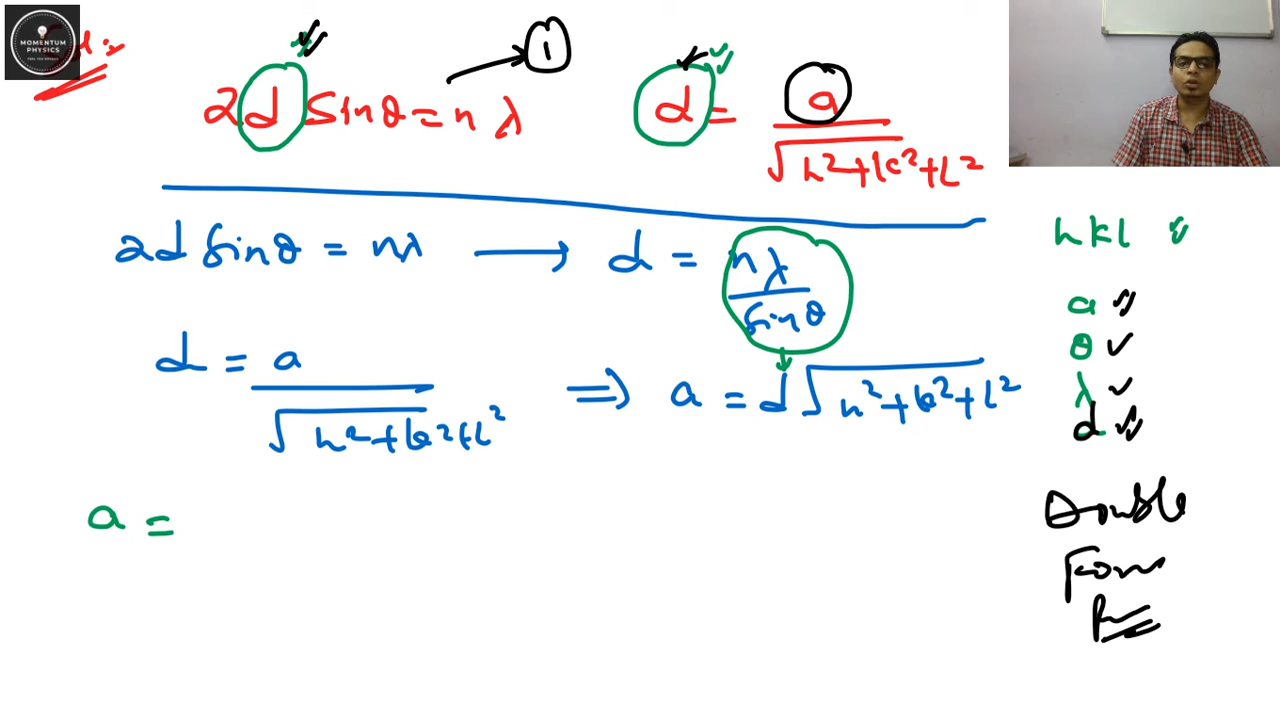 MOMENTUM
PHYSICS
1
2d Sinθ = nλ
d = a / √h²+k²+l²
2d Sinθ = nλ ⟶ d = nλ / Sinθ
h k l
d = a / √h²+k²+l² ⟹ a = d√h²+k²+l²
a
θ
λ
d
a =
Double